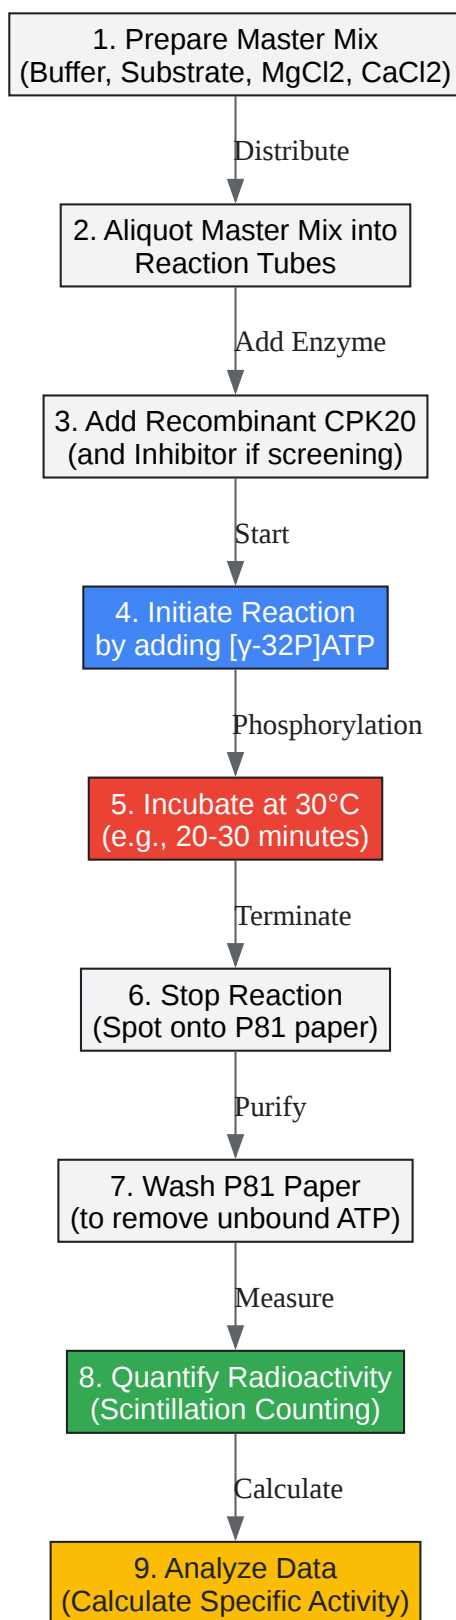 1. Prepare Master Mix
(Buffer, Substrate, MgCl2, CaCl2)
Distribute
2. Aliquot Master Mix into
Reaction Tubes
Add Enzyme
3. Add Recombinant CPK20
(and Inhibitor if screening)
Start
4. Initiate Reaction
by adding [γ-32P]ATP
Phosphorylation
5. Incubate at 30°C
(e.g., 20-30 minutes)
Terminate
6. Stop Reaction
(Spot onto P81 paper)
Purify
7. Wash P81 Paper
(to remove unbound ATP)
Measure
8. Quantify Radioactivity
(Scintillation Counting)
Calculate
9. Analyze Data
(Calculate Specific Activity)